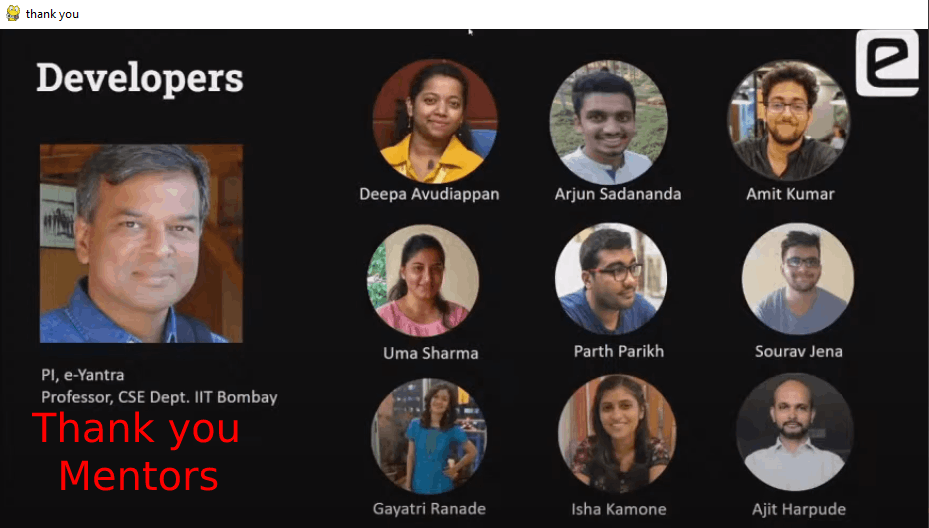 thank you
Developers
e
Deepa Avudiappan
Arjun Sadananda
Amit Kumar
Uma Sharma
Parth Parikh
Sourav Jena
PI, e-Yantra
Professor, CSE Dept. IIT Bombay
Thank you
Mentors
Gayatri Ranade
Isha Kamone
Ajit Harpude